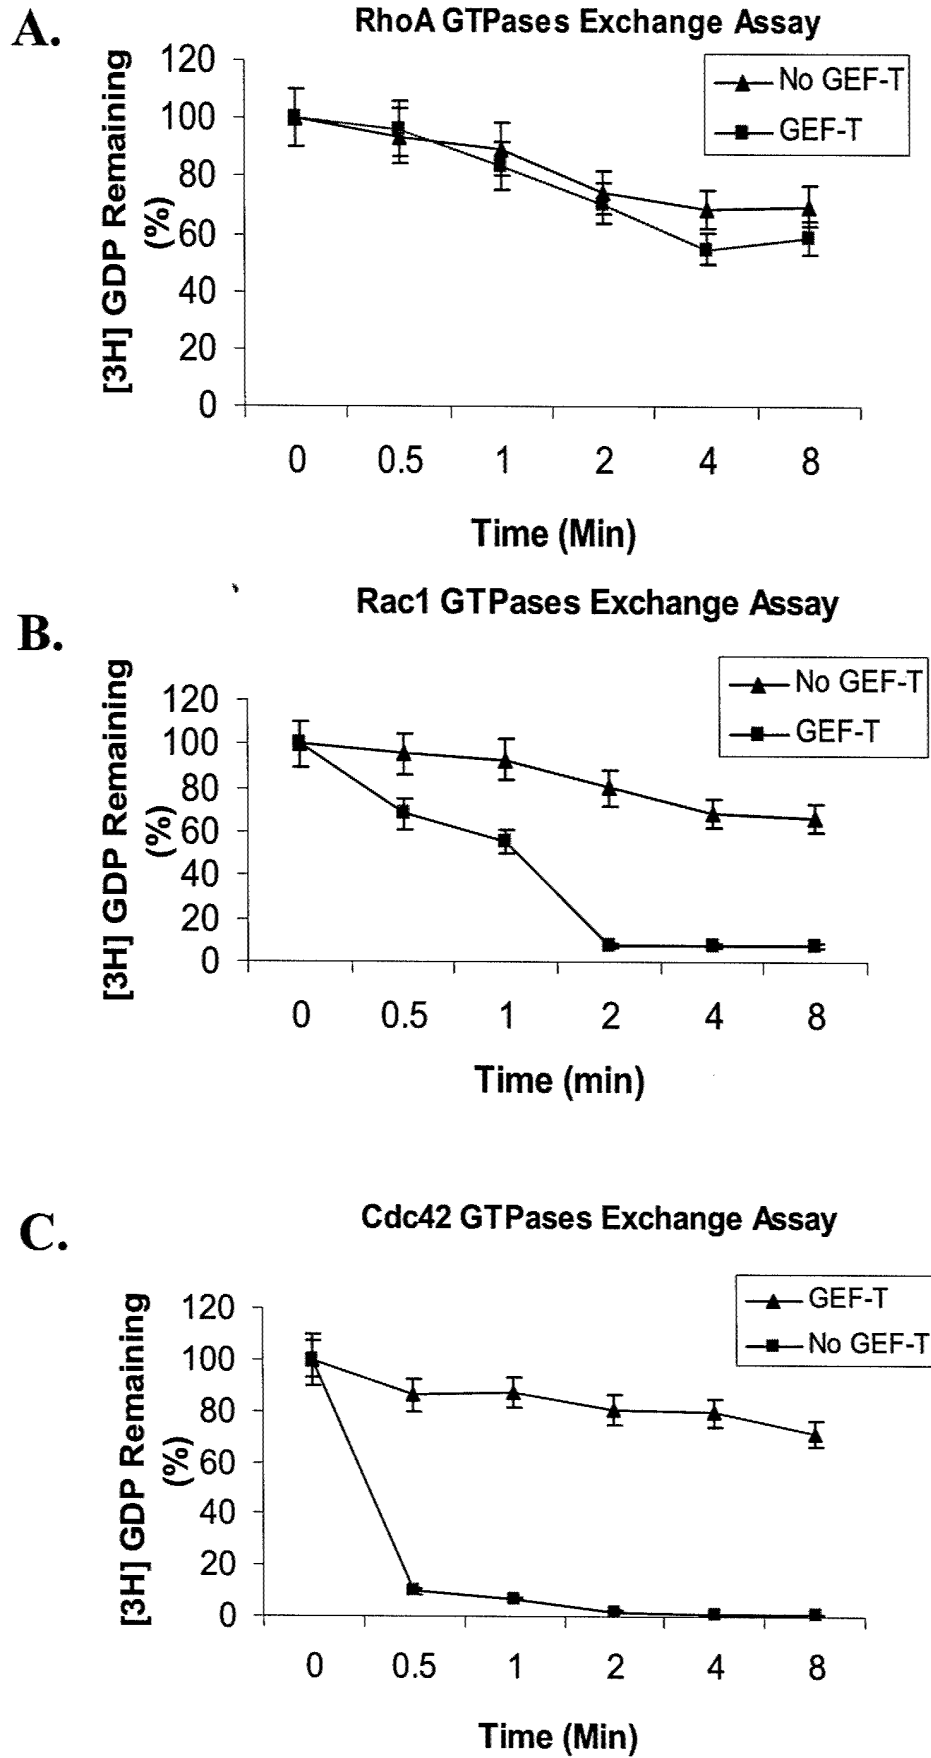 A.
RhoA GTPases Exchange Assay
[3H] GDP Remaining
(%)
120
100
80
60
40
20
0
No GEF-T
GEF-T
0 0.5 1 2 4 8
Time (Min)
B.
Rac1 GTPases Exchange Assay
[3H] GDP Remaining
(%)
120
100
80
60
40
20
0
No GEF-T
GEF-T
0 0.5 1 2 4 8
Time (min)
C.
Cdc42 GTPases Exchange Assay
[3H] GDP Remaining
(%)
120
100
80
60
40
20
0
GEF-T
No GEF-T
0 0.5 1 2 4 8
Time (Min)